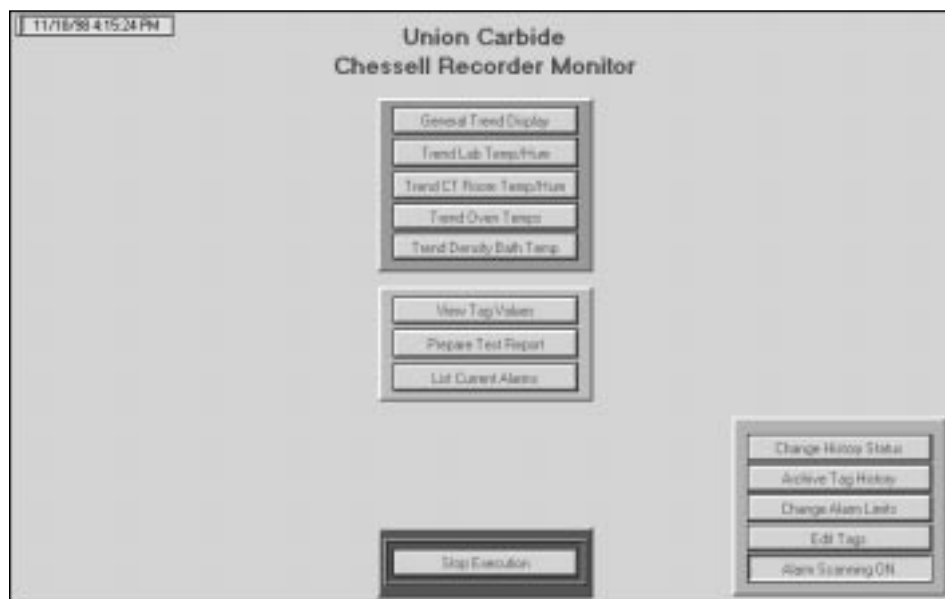 11/18/98 4:15:24 PM
Union Carbide
Chessell Recorder Monitor
General Trend Display
Trend Lab Temp/Hum
Trend CT Room Temp/Hum
Trend Oven Temps
Trend Density Bath Temp
View Tag Values
Prepare Test Report
List Current Alarms
Change History Status
Archive Tag History
Change Alarm Limits
Edit Tags
Alarm Scanning ON
Stop Execution